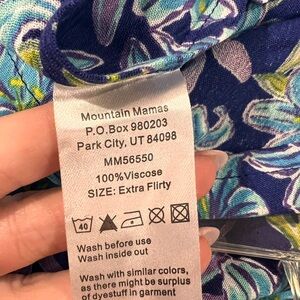 Mountain Mamas
P.O.Box 980203
Park City, UT 84098
MM56550
100%Viscose
SIZE: Extra Flirty
40
Wash before use
Wash inside out
Wash with similar colors,
as there might be surplus
of dyestuff in garment